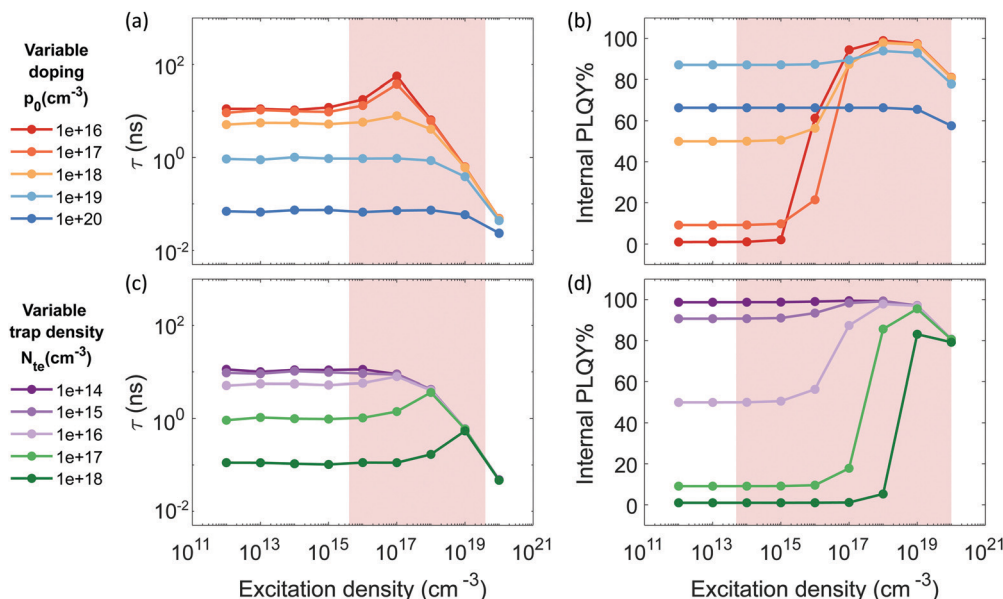 Variable
doping
p0(cm-3)
1e+16
1e+17
1e+18
1e+19
1e+20
(a)
τ (ns)
10^2
10^0
10^-2
(b)
Internal PLQY%
100
80
60
40
20
0
Variable
trap density
Nte(cm-3)
1e+14
1e+15
1e+16
1e+17
1e+18
(c)
τ (ns)
10^2
10^0
10^-2
10^11 10^13 10^15 10^17 10^19 10^21
Excitation density (cm^-3)
(d)
Internal PLQY%
100
80
60
40
20
0
10^11 10^13 10^15 10^17 10^19 10^21
Excitation density (cm^-3)